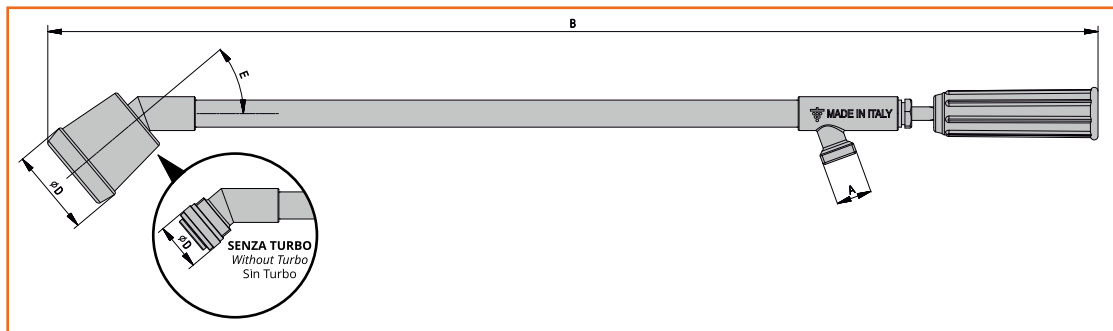 B
E
MADE IN ITALY
øD
A
øD
SENZA TURBO
Without Turbo
Sin Turbo